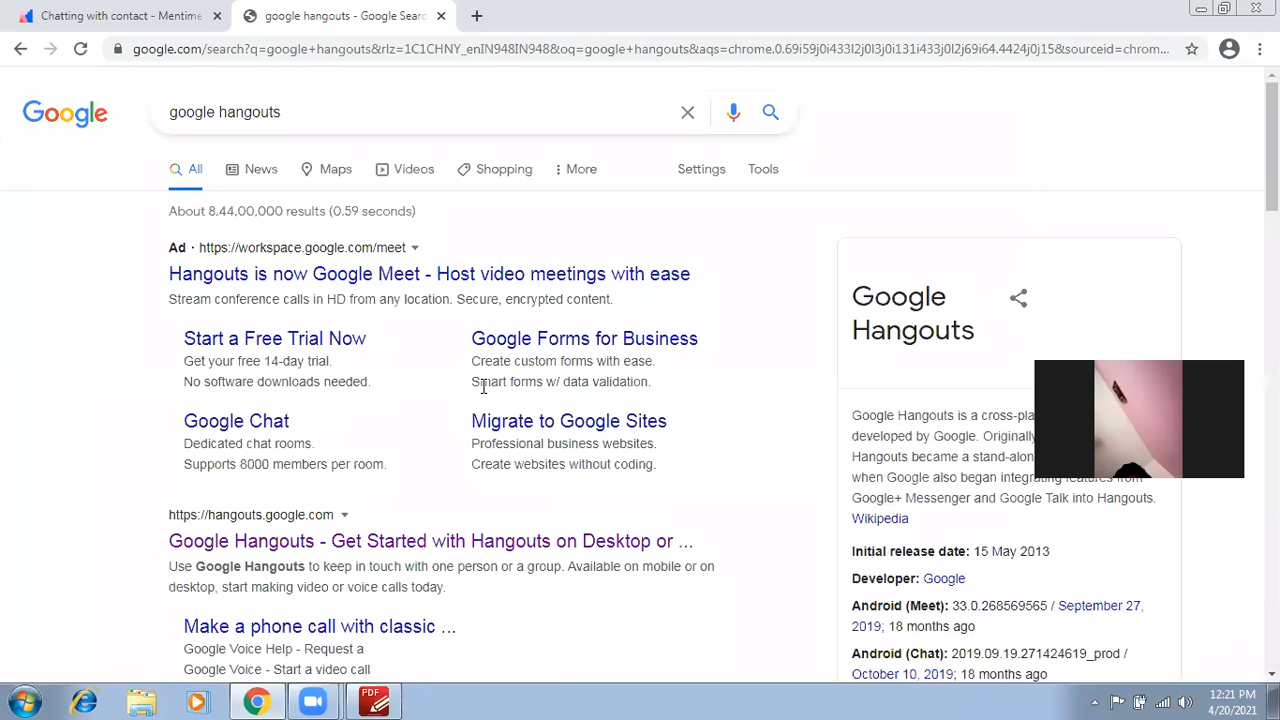 Chatting with contact - Mentime
google hangouts - Google Sear
google.com/search?q=google+hangouts&rlz=1C1CHNY_enIN948IN948&oq=google+hangouts&aqs=chrome.0.69i59j0i433l2j0l3j0i131i433j0l2j69i64.4424j0j15&sourceid=chrom...
Google
google hangouts
All
News
Maps
Videos
Shopping
More
Settings
Tools
About 8,44,00,000 results (0.59 seconds)
Ad · https://workspace.google.com/meet
Hangouts is now Google Meet - Host video meetings with ease
Stream conference calls in HD from any location. Secure, encrypted content.
Start a Free Trial Now
Get your free 14-day trial.
No software downloads needed.
Google Forms for Business
Create custom forms with ease.
Smart forms w/ data validation.
Google Chat
Dedicated chat rooms.
Supports 8000 members per room.
Migrate to Google Sites
Professional business websites.
Create websites without coding.
https://hangouts.google.com
Google Hangouts - Get Started with Hangouts on Desktop or ...
Use Google Hangouts to keep in touch with one person or a group. Available on mobile or on
desktop, start making video or voice calls today.
Make a phone call with classic ...
Google Voice Help - Request a
Google Voice - Start a video call
Google
Hangouts
Google Hangouts is a cross-pla
developed by Google. Originally
Hangouts became a stand-alon
when Google also began integrating features from
Google+ Messenger and Google Talk into Hangouts.
Wikipedia
Initial release date: 15 May 2013
Developer: Google
Android (Meet): 33.0.268569565 / September 27,
2019; 18 months ago
Android (Chat): 2019.09.19.271424619_prod /
October 10, 2019; 18 months ago
PDF
12:21 PM
4/20/2021